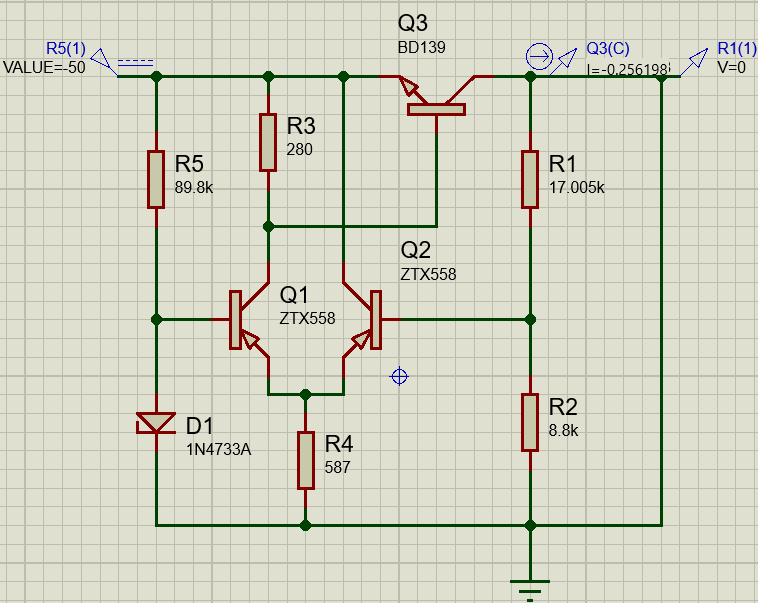 Q3
BD139
R5(1)
VALUE=-50
Q3(C)
I=-0.256198
R1(1)
V=0
R3
280
R5
89.8k
R1
17.005k
Q2
ZTX558
Q1
ZTX558
D1
1N4733A
R4
587
R2
8.8k